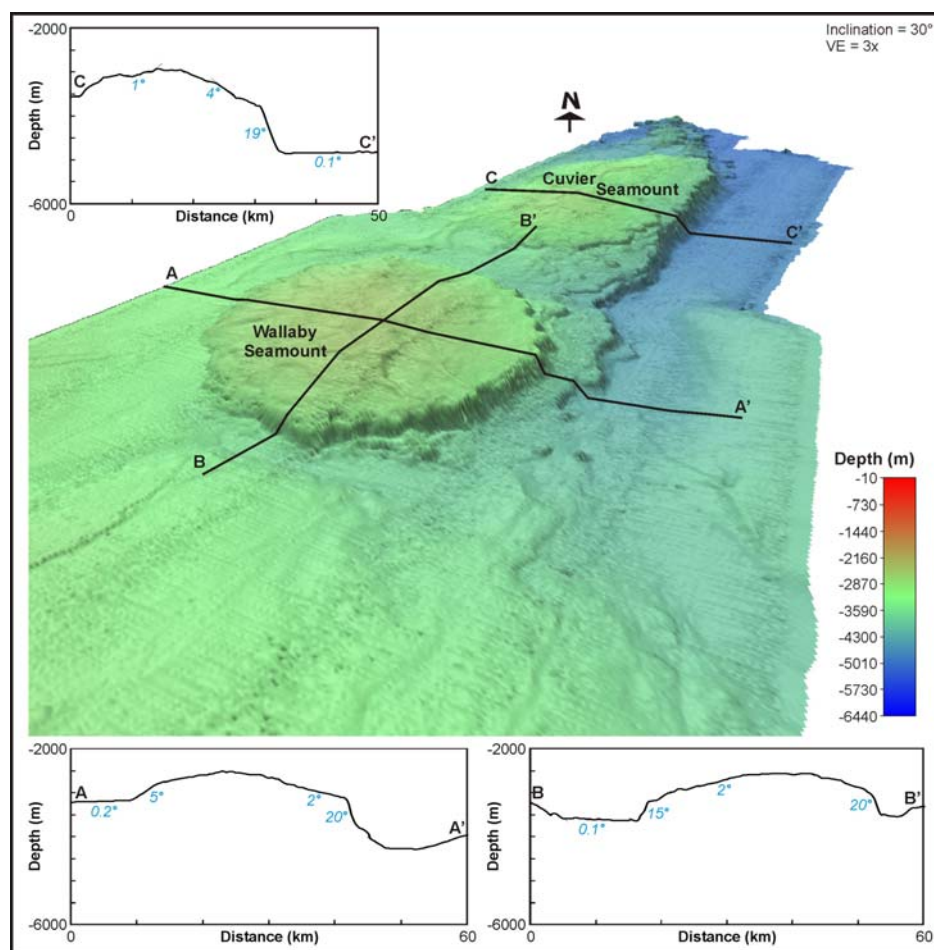 -2000
Depth (m)
-6000
C
1°
4°
19°
0.1°
C'
0
Distance (km)
50
Inclination = 30°
VE = 3x
N
C
Cuvier
Seamount
C'
B'
A
Wallaby
Seamount
A'
B
Depth (m)
-10
-730
-1440
-2160
-2870
-3590
-4300
-5010
-5730
-6440
-2000
Depth (m)
-6000
A
0.2°
5°
2°
20°
A'
0
Distance (km)
60
-2000
Depth (m)
-6000
B
0.1°
15°
2°
20°
B'
0
Distance (km)
60